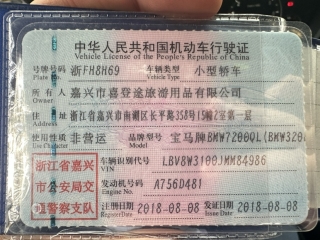 中华人民共和国机动车行驶证
Vehicle License of the People's Republic of China
号牌号码 浙FH8H69 车辆类型 小型轿车
Plate No. Vehicle Type
所有人 嘉兴市喜登途旅游用品有限公司
Owner
住址 浙江省嘉兴市南湖区长水路358号15幢2室第一层
Address
使用性质 非营运 品牌型号 宝马牌BMW7200QL(BMW320
Use Character Model
浙江省嘉兴 车辆识别代号 LBV8W3100JMM84986
VIN
市公安局交 发动机号码 A756D481
Engine No.
通警察支队 注册日期 2018-08-08 发证日期 2018-08-08
Register Date Issue Date